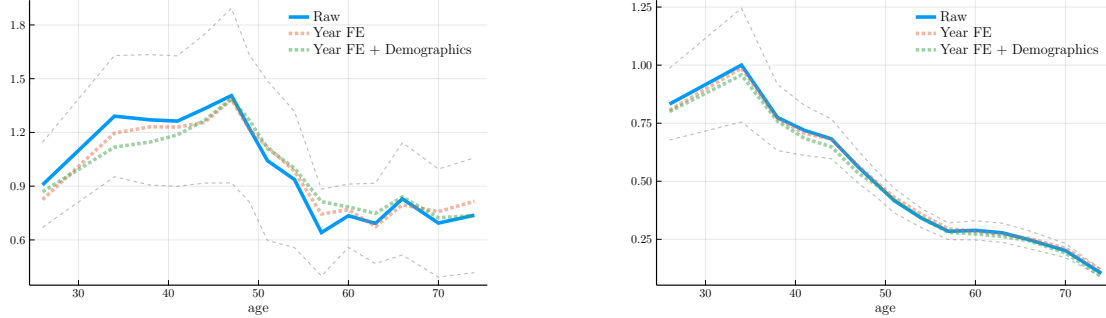 1.8
1.5
1.2
0.9
0.6
30 40 50 60 70
age
Raw
Year FE
Year FE + Demographics
1.25
1.00
0.75
0.50
0.25
30 40 50 60 70
age
Raw
Year FE
Year FE + Demographics